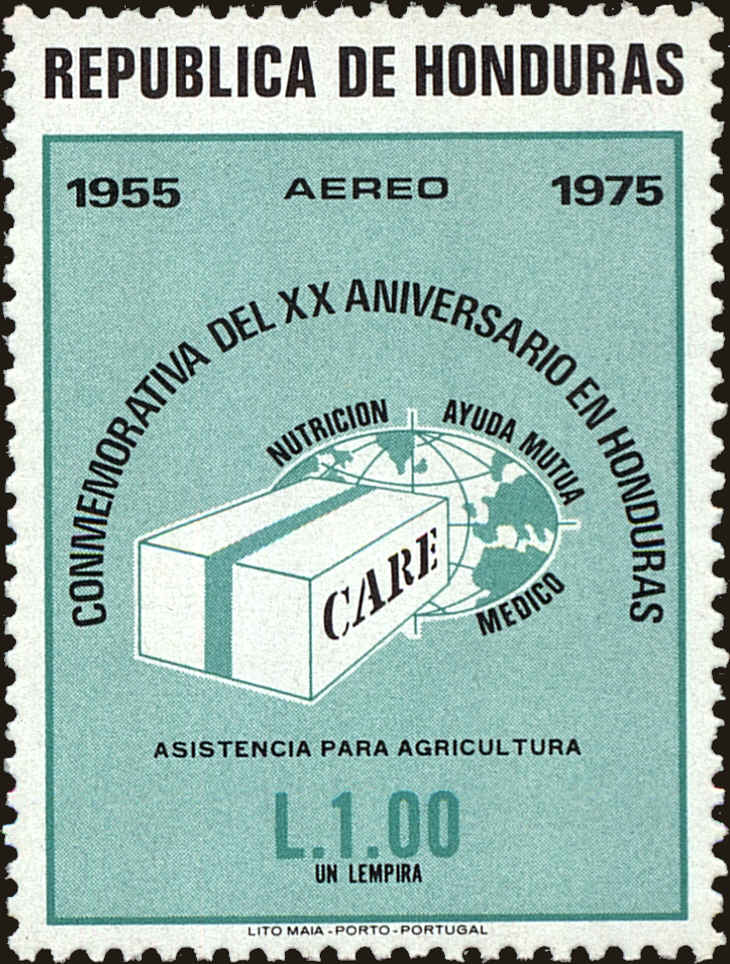 REPUBLICA DE HONDURAS
1955 AEREO 1975
CONMEMORATIVA DEL XX ANIVERSARIO EN HONDURAS
NUTRICION AYUDA MUTUA
MEDICO
CARE
ASISTENCIA PARA AGRICULTURA
L.1.00
UN LEMPIRA
LITO MAIA - PORTO - PORTUGAL